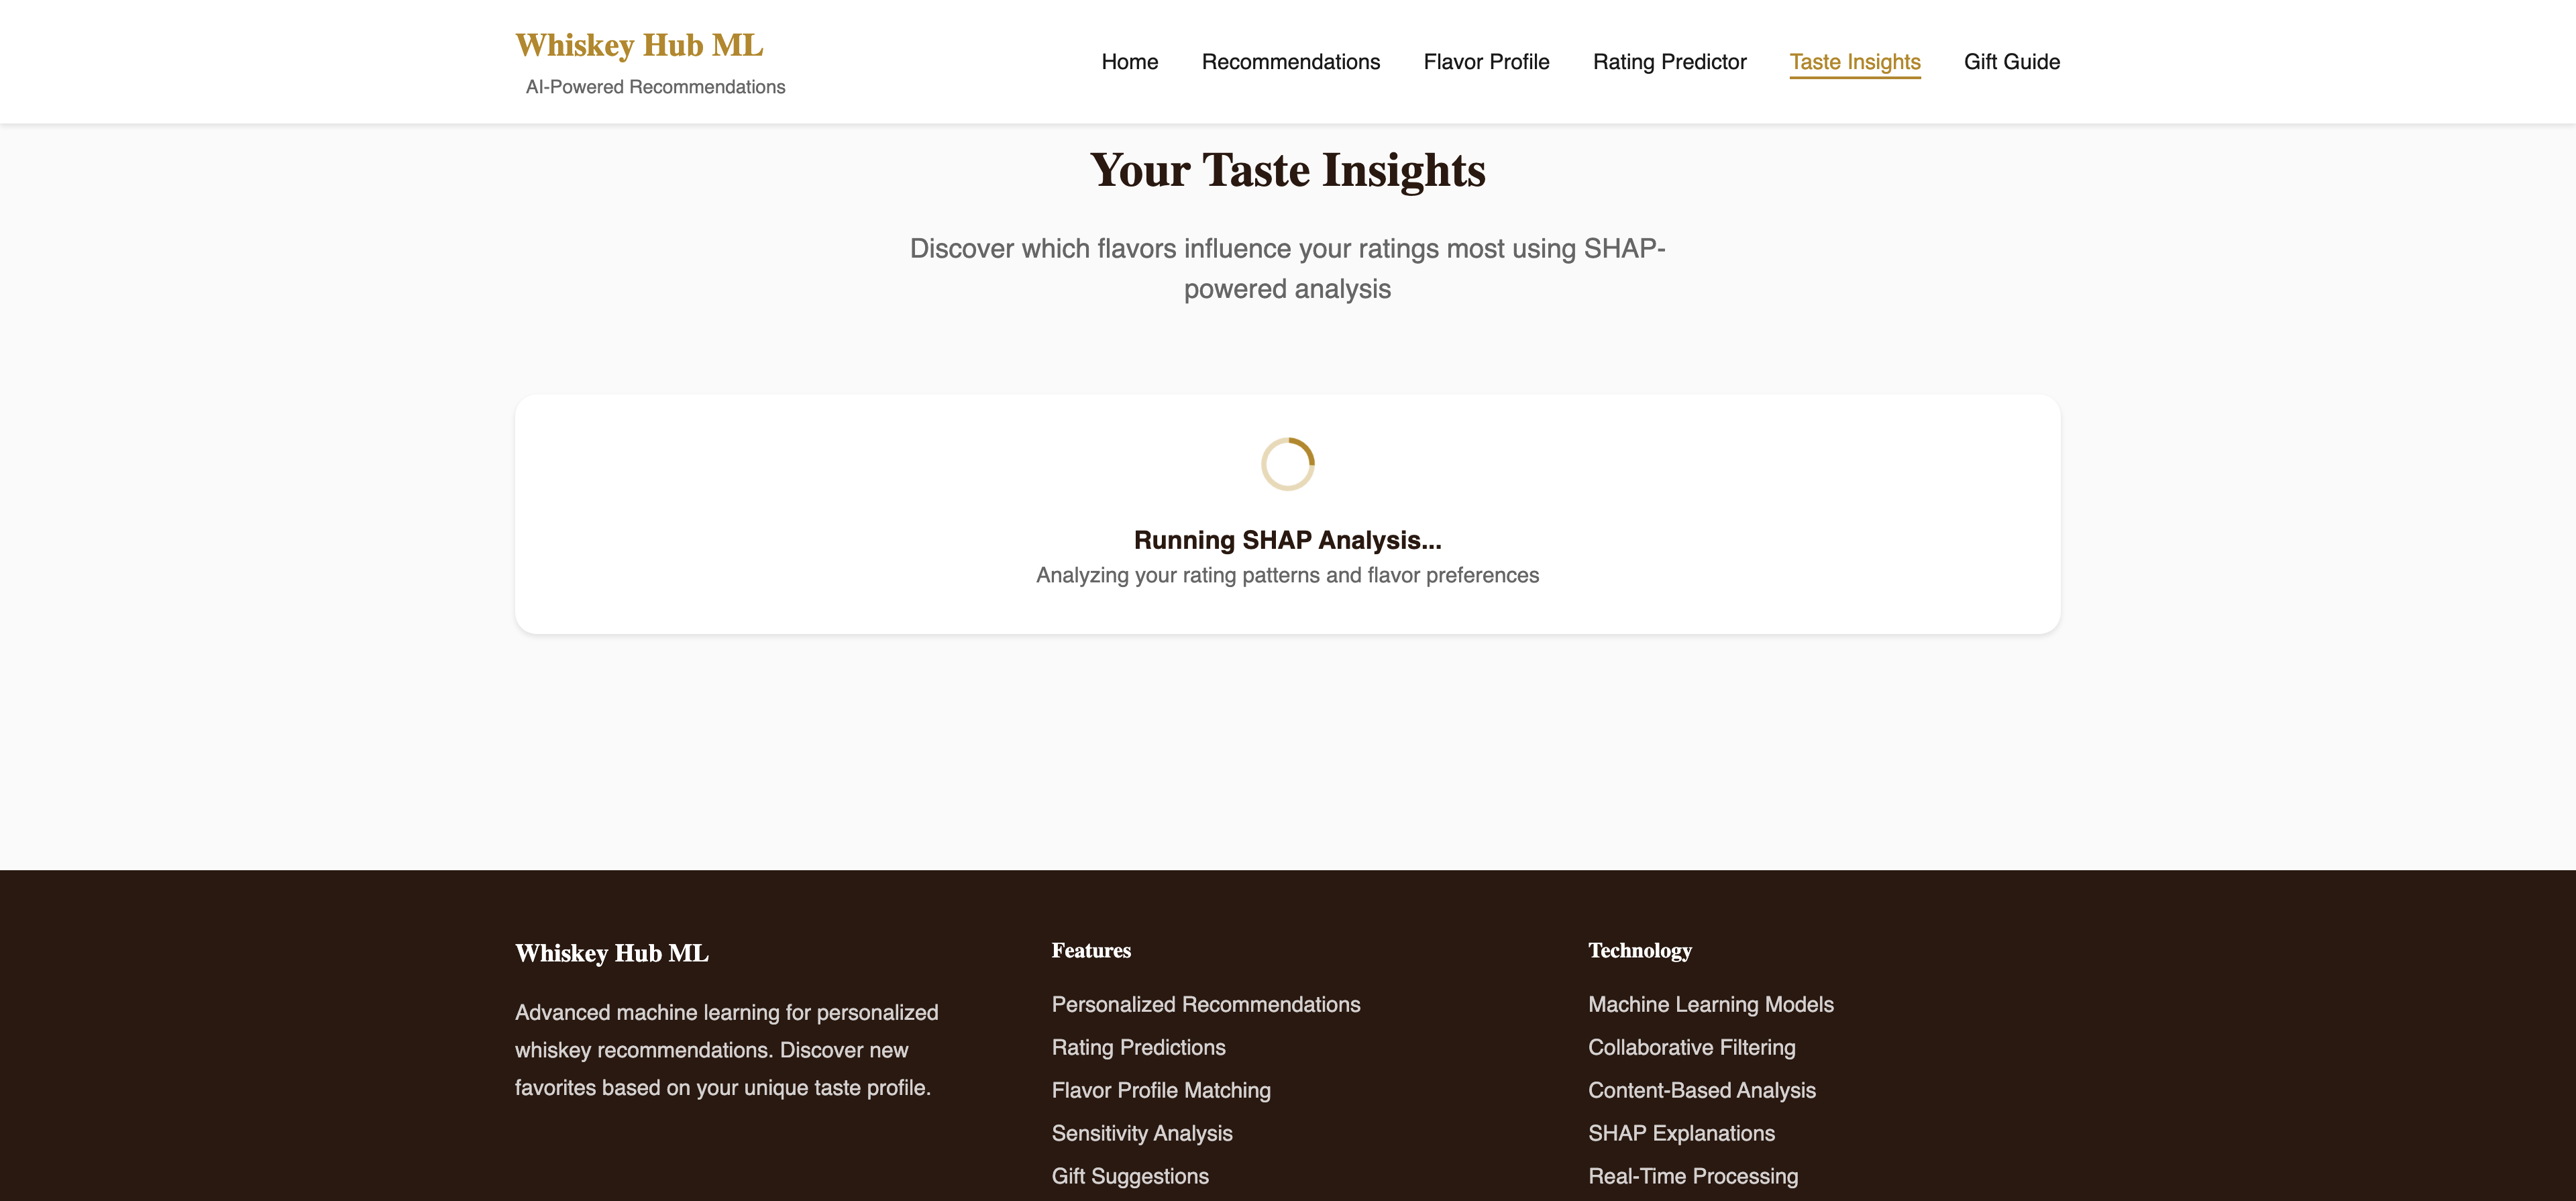 Whiskey Hub ML
AI-Powered Recommendations
Home
Recommendations
Flavor Profile
Rating Predictor
Taste Insights
Gift Guide
Your Taste Insights
Discover which flavors influence your ratings most using SHAP-
powered analysis
Running SHAP Analysis...
Analyzing your rating patterns and flavor preferences
Whiskey Hub ML
Advanced machine learning for personalized
whiskey recommendations. Discover new
favorites based on your unique taste profile.
Features
Personalized Recommendations
Rating Predictions
Flavor Profile Matching
Sensitivity Analysis
Gift Suggestions
Technology
Machine Learning Models
Collaborative Filtering
Content-Based Analysis
SHAP Explanations
Real-Time Processing